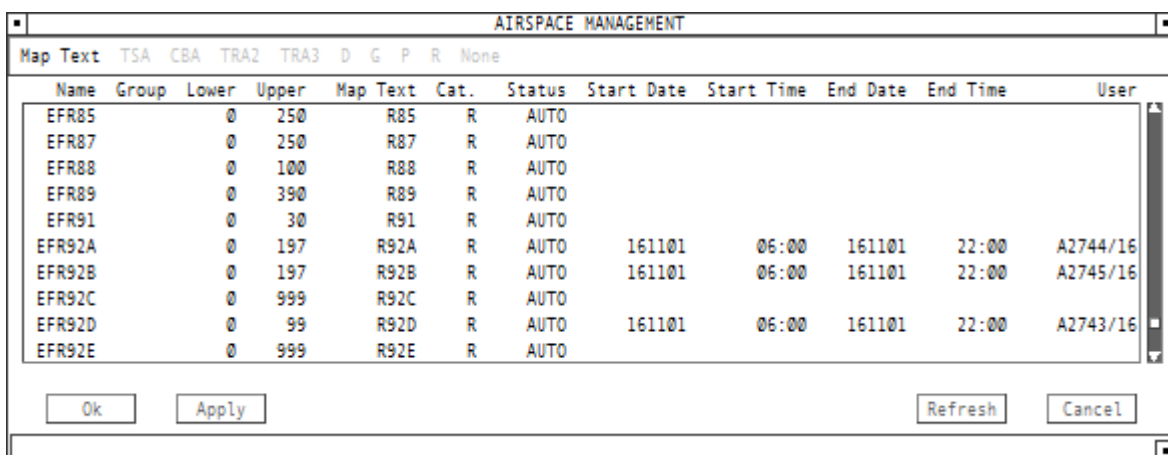 AIRSPACE MANAGEMENT
Map Text TSA CBA TRA2 TRA3 D G P R None
Name Group Lower Upper Map Text Cat. Status Start Date Start Time End Date End Time User
EFR85 0 250 R85 R AUTO
EFR87 0 250 R87 R AUTO
EFR88 0 100 R88 R AUTO
EFR89 0 390 R89 R AUTO
EFR91 0 30 R91 R AUTO
EFR92A 0 197 R92A R AUTO 161101 06:00 161101 22:00 A2744/16
EFR92B 0 197 R92B R AUTO 161101 06:00 161101 22:00 A2745/16
EFR92C 0 999 R92C R AUTO
EFR92D 0 99 R92D R AUTO 161101 06:00 161101 22:00 A2743/16
EFR92E 0 999 R92E R AUTO
Ok Apply Refresh Cancel